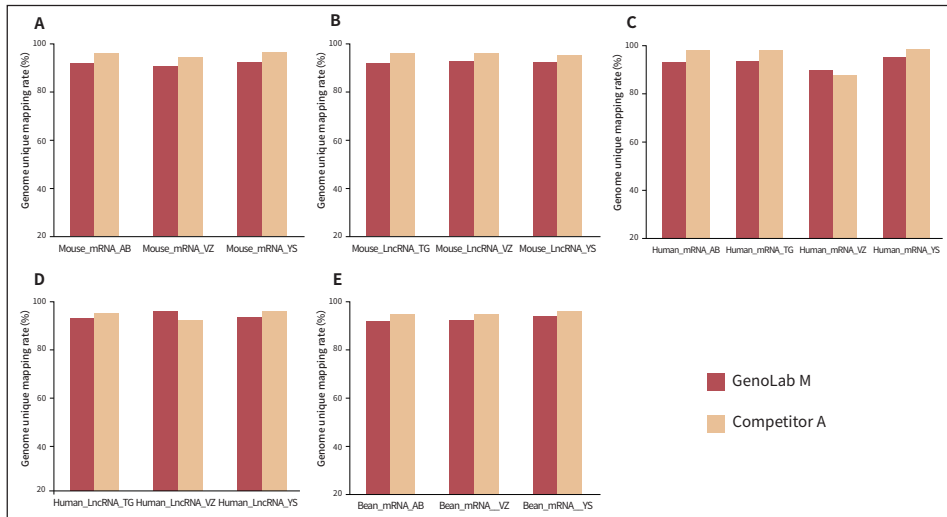 A
Genome unique mapping rate (%)
100
80
60
40
20
Mouse_mRNA_AB
Mouse_mRNA_VZ
Mouse_mRNA_YS
B
Genome unique mapping rate (%)
100
80
60
40
20
Mouse_LncRNA_TG
Mouse_LncRNA_VZ
Mouse_LncRNA_YS
C
Genome unique mapping rate (%)
100
80
60
40
20
Human_mRNA_AB
Human_mRNA_TG
Human_mRNA_VZ
Human_mRNA_YS
D
Genome unique mapping rate (%)
100
80
60
40
20
Human_LncRNA_TG
Human_LncRNA_VZ
Human_LncRNA_YS
E
Genome unique mapping rate (%)
100
80
60
40
20
Bean_mRNA_AB
Bean_mRNA__VZ
Bean_mRNA__YS
GenoLab M
Competitor A